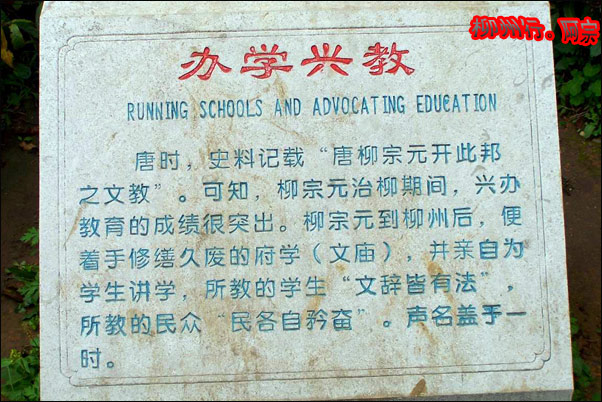 柳州行。阿宗
办学兴教
RUNNING SCHOOLS AND ADVOCATING EDUCATION
唐时，史料记载“唐柳宗元开此邦
之文教”。可知，柳宗元治柳期间，兴办
教育的成绩很突出。柳宗元到柳州后，便
着手修缮久废的府学（文庙），并亲自为
学生讲学，所教的学生“文辞皆有法”，
所教的民众“民各自矜奋”。声名盖于一
时。